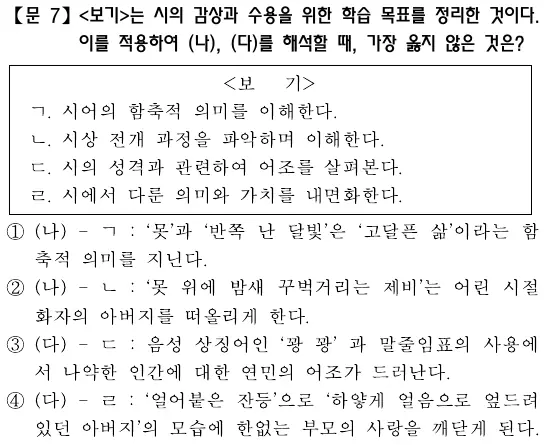 【문 7】<보기>는 시의 감상과 수용을 위한 학습 목표를 정리한 것이다.
이를 적용하여 (나), (다)를 해석할 때, 가장 옳지 않은 것은?
<보 기>
ㄱ. 시어의 함축적 의미를 이해한다.
ㄴ. 시상 전개 과정을 파악하며 이해한다.
ㄷ. 시의 성격과 관련하여 어조를 살펴본다.
ㄹ. 시에서 다룬 의미와 가치를 내면화한다.
① (나) - ㄱ : ‘못’과 ‘반쪽 난 달빛’은 ‘고달픈 삶’이라는 함
축적 의미를 지닌다.
② (나) - ㄴ : ‘못 위에 밤새 꾸벅거리는 제비’는 어린 시절
화자의 아버지를 떠올리게 한다.
③ (다) - ㄷ : 음성 상징어인 ‘꽝 꽝’ 과 말줄임표의 사용에
서 나약한 인간에 대한 연민의 어조가 드러난다.
④ (다) - ㄹ : ‘얼어붙은 잔등’으로 ‘하얗게 얼음으로 엎드려
있던 아버지’의 모습에 한없는 부모의 사랑을 깨닫게 된다.